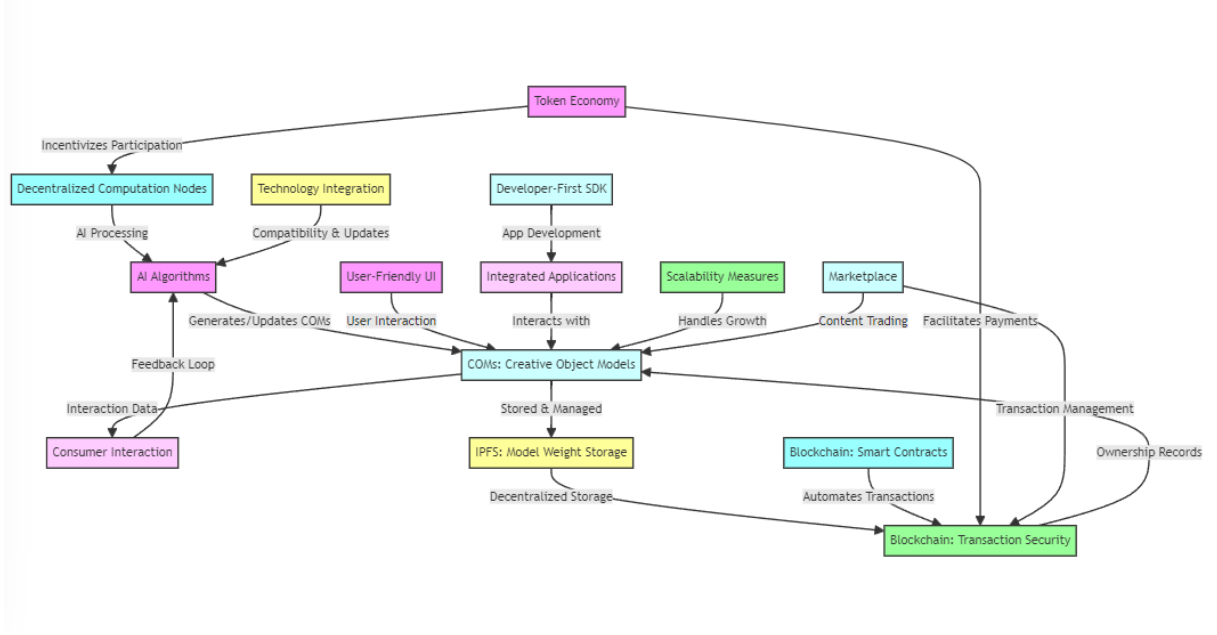 Token Economy
Incentivizes Participation
Decentralized Computation Nodes
Technology Integration
Developer-First SDK
AI Processing
Compatibility & Updates
App Development
AI Algorithms
User-Friendly UI
Integrated Applications
Scalability Measures
Marketplace
Generates/Updates COMs
User Interaction
Interacts with
Handles Growth
Content Trading
Facilitates Payments
Feedback Loop
COMs: Creative Object Models
Interaction Data
Stored & Managed
Transaction Management
Consumer Interaction
IPFS: Model Weight Storage
Blockchain: Smart Contracts
Ownership Records
Decentralized Storage
Automates Transactions
Blockchain: Transaction Security